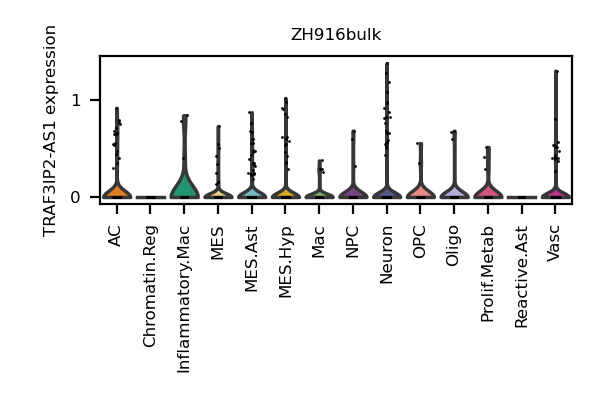 ZH916bulk
TRAF3IP2-AS1 expression
1
0
AC
Chromatin.Reg
Inflammatory.Mac
MES
MES.Ast
MES.Hyp
Mac
NPC
Neuron
OPC
Oligo
Prolif.Metab
Reactive.Ast
Vasc